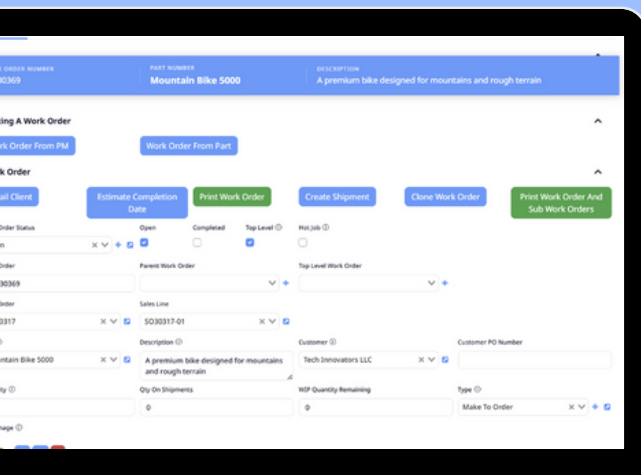 ORDER NUMBER PART NUMBER DESCRIPTION
30369 Mountain Bike 5000 A premium bike designed for mountains and rough terrain
ting A Work Order
rk Order From PM Work Order From Part
k Order
ail Client Estimate Completion Date Print Work Order Create Shipment Clone Work Order Print Work Order And Sub Work Orders
Order Status Open Completed Top Level Hot Job
n
Order Parent Work Order Top Level Work Order
30369
Order Sales Line
0317 SO30317-01
Description Customer Customer PO Number
ntain Bike 5000 A premium bike designed for mountains and rough terrain Tech Innovators LLC
ity Qty On Shipments WIP Quantity Remaining Type
0 0 Make To Order
mage